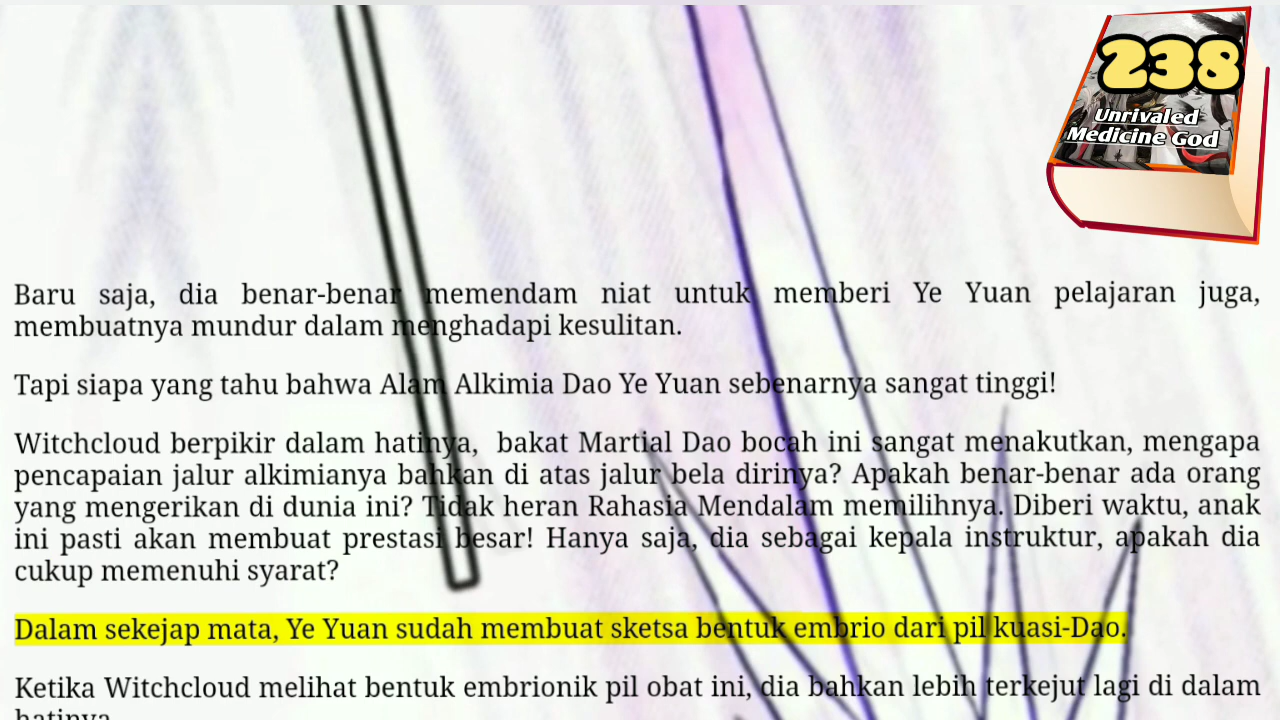 238
Unrivaled
Medicine God
Baru saja, dia benar-benar memendam niat untuk memberi Ye Yuan pelajaran juga,
membuatnya mundur dalam menghadapi kesulitan.
Tapi siapa yang tahu bahwa Alam Alkimia Dao Ye Yuan sebenarnya sangat tinggi!
Witchcloud berpikir dalam hatinya, bakat Martial Dao bocah ini sangat menakutkan, mengapa
pencapaian jalur alkimianya bahkan di atas jalur bela dirinya? Apakah benar-benar ada orang
yang mengerikan di dunia ini? Tidak heran Rahasia Mendalam memilihnya. Diberi waktu, anak
ini pasti akan membuat prestasi besar! Hanya saja, dia sebagai kepala instruktur, apakah dia
cukup memenuhi syarat?
Dalam sekejap mata, Ye Yuan sudah membuat sketsa bentuk embrio dari pil kuasi-Dao.
Ketika Witchcloud melihat bentuk embrionik pil obat ini, dia bahkan lebih terkejut lagi di dalam
hatinya